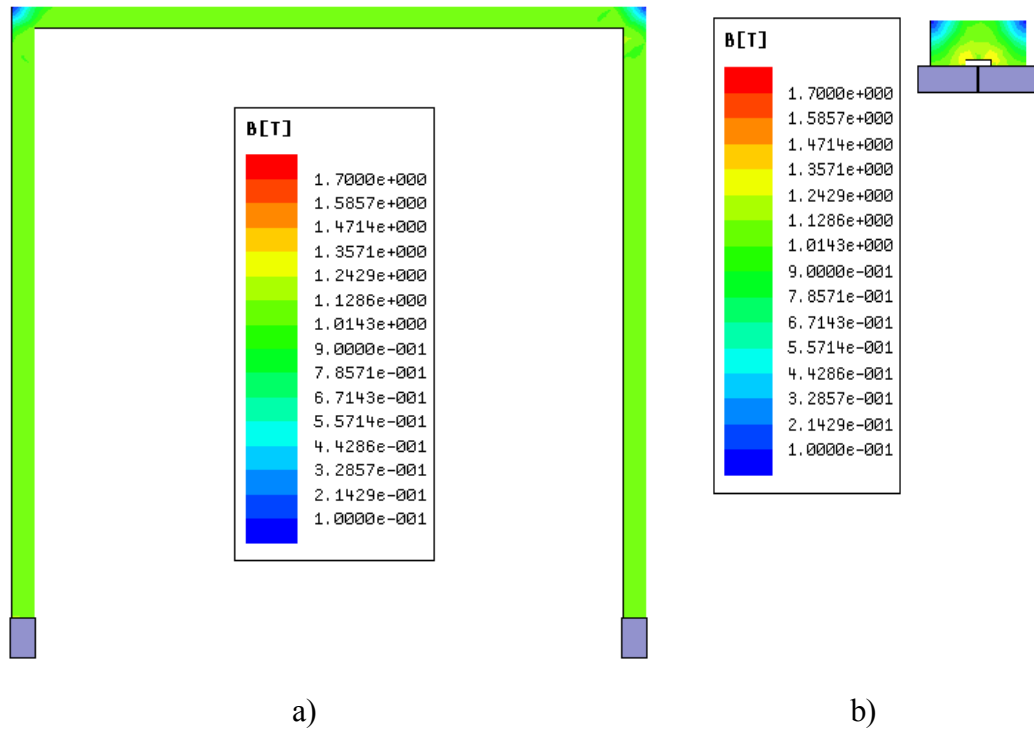 B[T]
1.7000e+000
1.5857e+000
1.4714e+000
1.3571e+000
1.2429e+000
1.1286e+000
1.0143e+000
9.0000e-001
7.8571e-001
6.7143e-001
5.5714e-001
4.4286e-001
3.2857e-001
2.1429e-001
1.0000e-001
a)
B[T]
1.7000e+000
1.5857e+000
1.4714e+000
1.3571e+000
1.2429e+000
1.1286e+000
1.0143e+000
9.0000e-001
7.8571e-001
6.7143e-001
5.5714e-001
4.4286e-001
3.2857e-001
2.1429e-001
1.0000e-001
b)